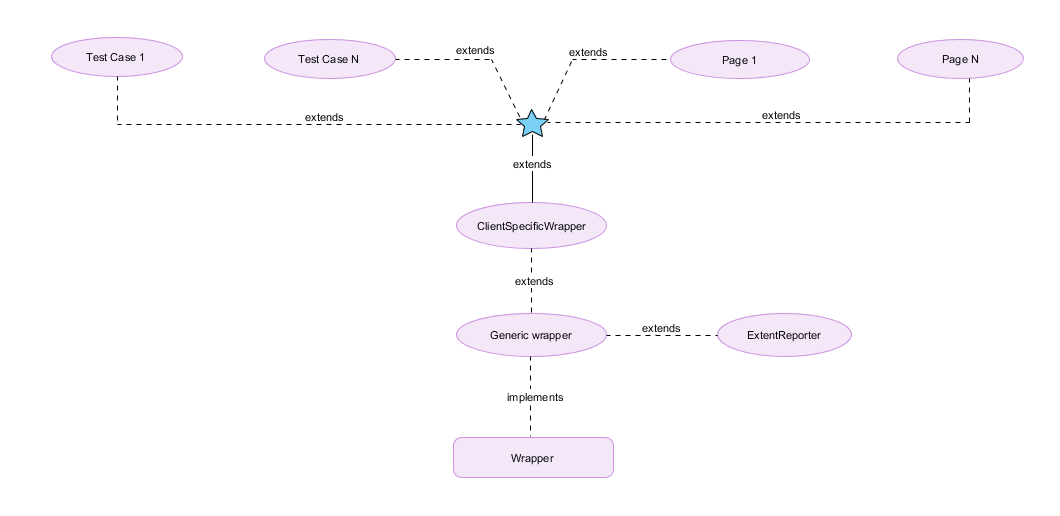 Test Case 1
Test Case N
extends
extends
Page 1
Page N
extends
extends
extends
ClientSpecificWrapper
extends
Generic wrapper
extends
ExtentReporter
implements
Wrapper